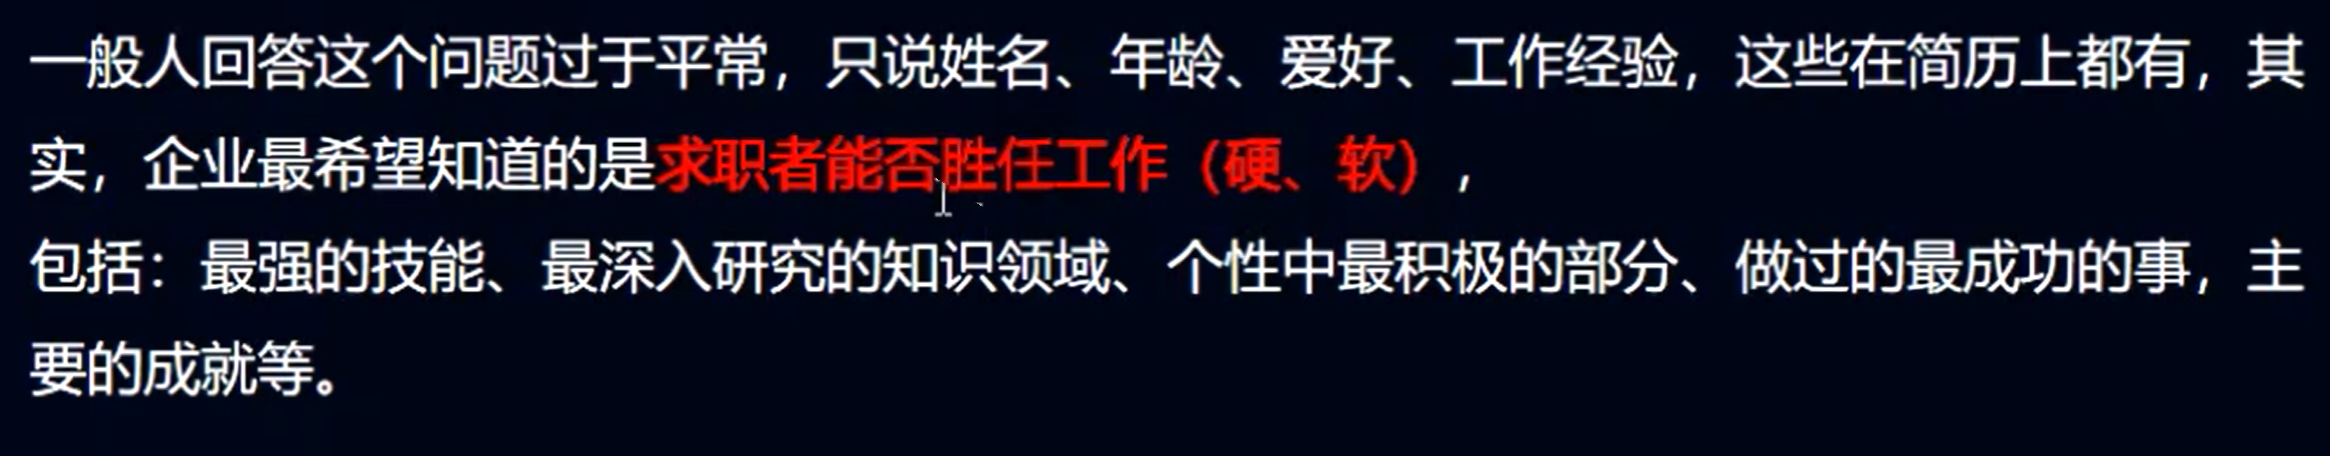 一般人回答这个问题过于平常，只说姓名、年龄、爱好、工作经验，这些在简历上都有，其
实，企业最希望知道的是求职者能否胜任工作（硬、软），
包括：最强的技能、最深入研究的知识领域、个性中最积极的部分、做过的最成功的事，主
要的成就等。